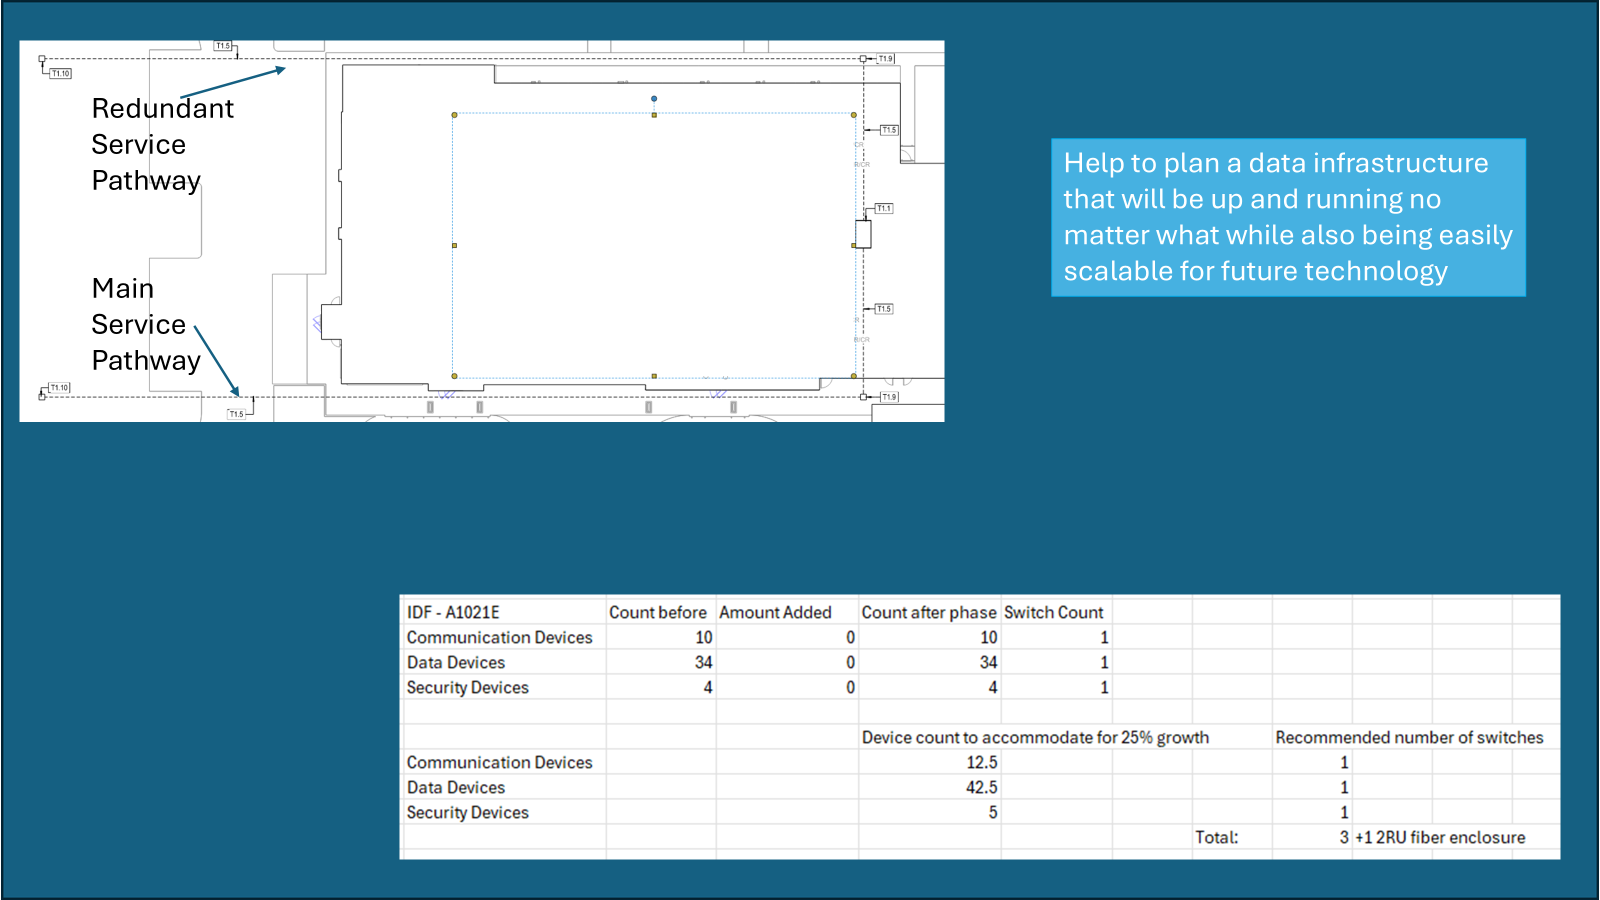 T1.5
T1.9
T1.10
Redundant
Service
Pathway
T1.5
CR
R/CR
T1.1
Main
Service
Pathway
T1.5
R/CR
T1.10
T1.5
T1.9
Help to plan a data infrastructure
that will be up and running no
matter what while also being easily
scalable for future technology
IDF - A1021E Count before Amount Added Count after phase Switch Count
Communication Devices 10 0 10 1
Data Devices 34 0 34 1
Security Devices 4 0 4 1
Device count to accommodate for 25% growth Recommended number of switches
Communication Devices 12.5 1
Data Devices 42.5 1
Security Devices 5 1
Total: 3 +1 2RU fiber enclosure